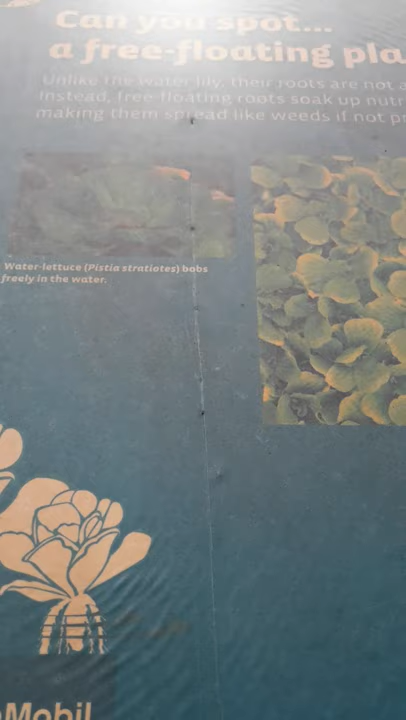 Can you spot...
a free-floating pla
Unlike the water lily, their roots are not a
Instead, free-floating roots soak up nutr
making them spread like weeds if not pr
Water-lettuce (Pistia stratiotes) bobs
freely in the water.
Mobil